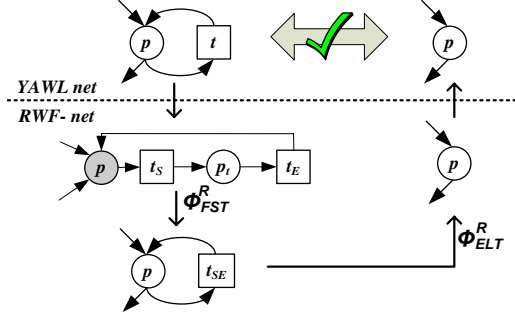 p t p
YAWL net
RWF- net
p t_S p_t t_E p
Φ^R_FST Φ^R_ELT
p t_SE